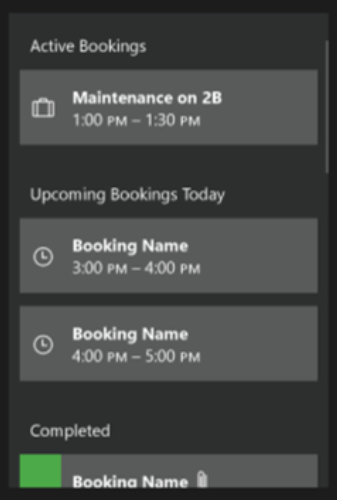 Active Bookings
Maintenance on 2B
1:00 PM – 1:30 PM
Upcoming Bookings Today
Booking Name
3:00 PM – 4:00 PM
Booking Name
4:00 PM – 5:00 PM
Completed
Booking Name